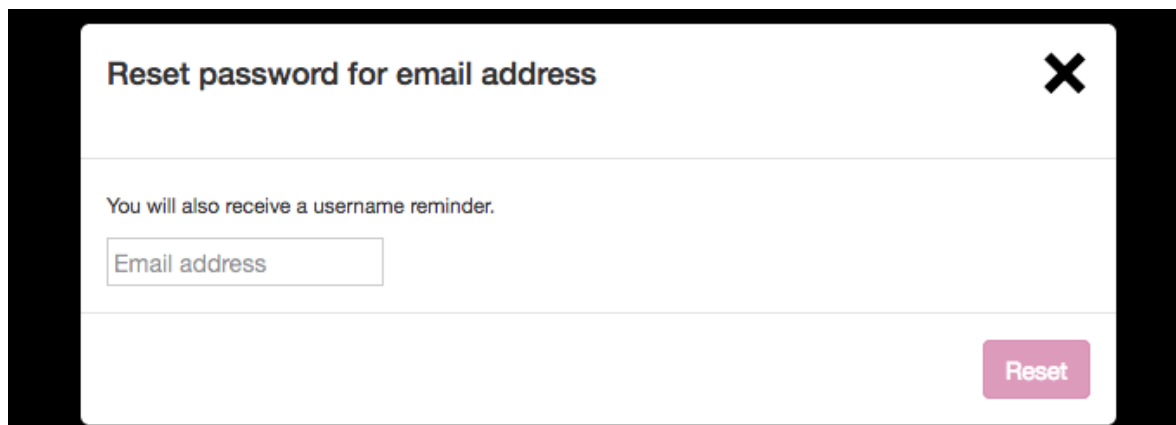 Reset password for email address
You will also receive a username reminder.
Email address
Reset